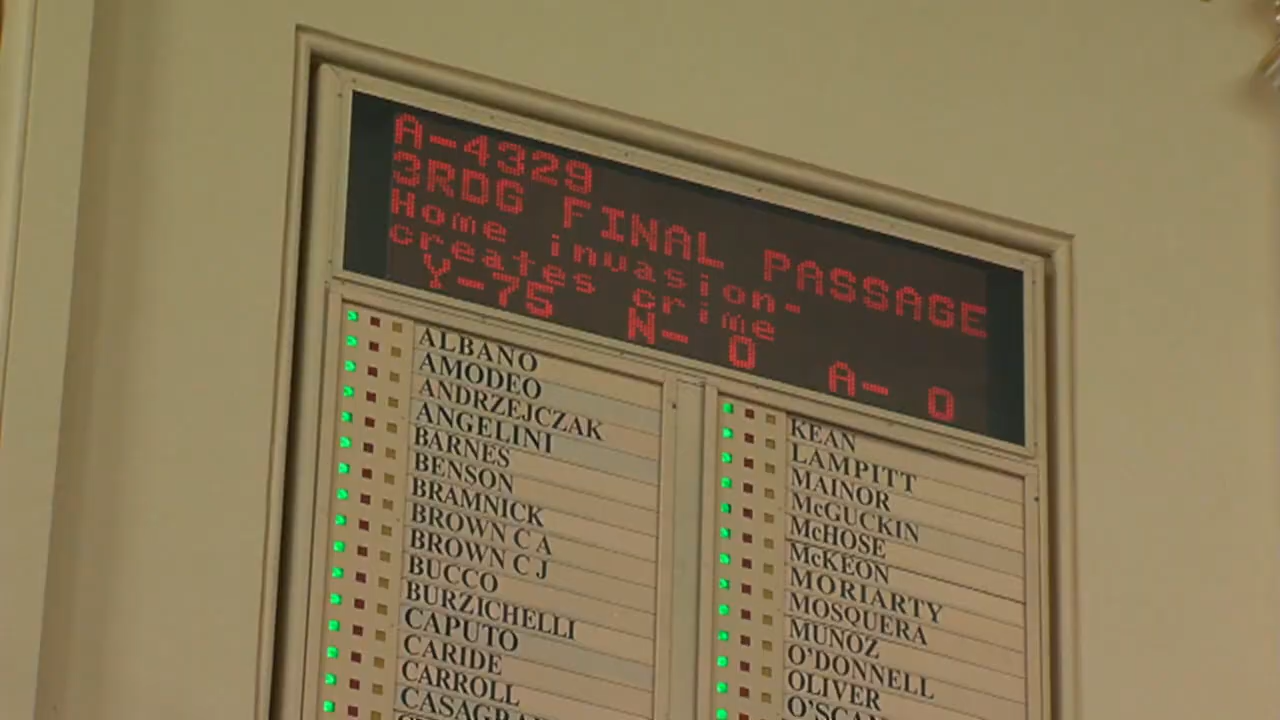 A-4329
3RDG FINAL PASSAGE
Home invasion-
creates crime
Y-75 N- 0 A- 0
ALBANO
AMODEO
ANDRZEJCZAK
ANGELINI
BARNES
BENSON
BRAMNICK
BROWN C A
BROWN C J
BUCCO
BURZICHELLI
CAPUTO
CARIDE
CARROLL
KEAN
LAMPITT
MAINOR
McGUCKIN
McHOSE
McKEON
MORIARTY
MOSQUERA
MUNOZ
O'DONNELL
OLIVER